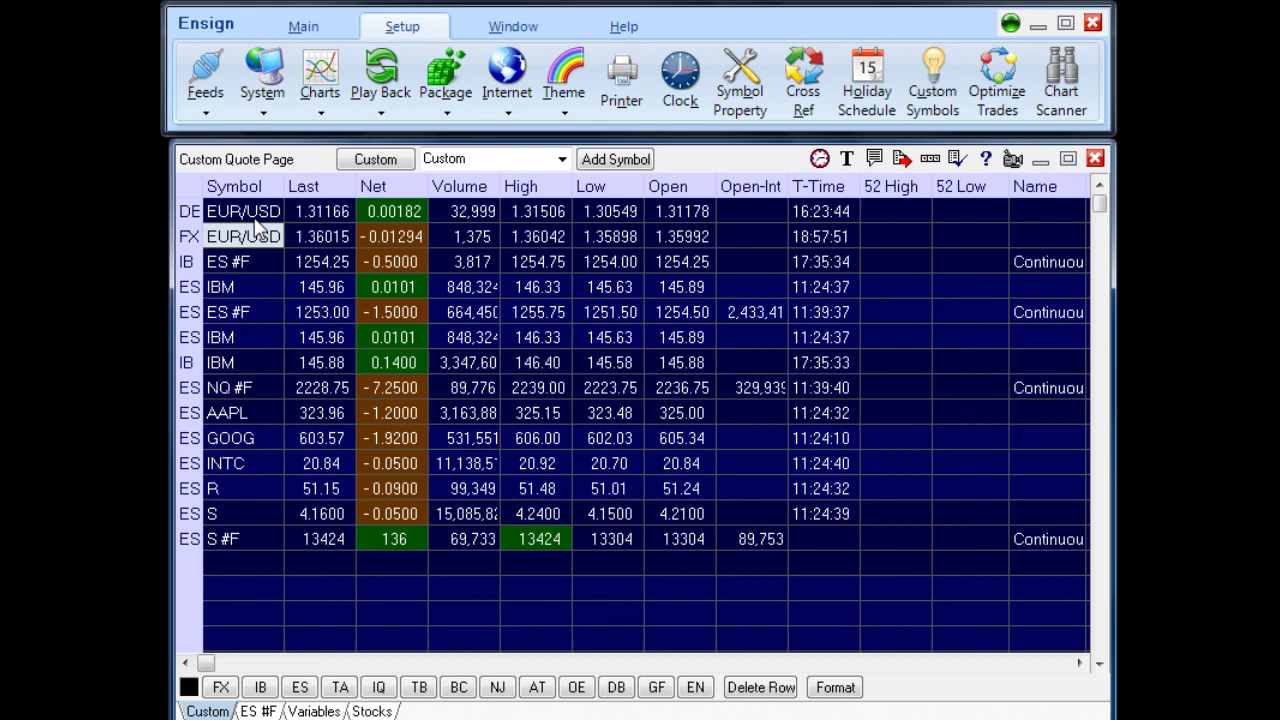 Ensign Main Setup Window Help
Feeds System Charts Play Back Package Internet Theme Printer Clock Symbol Property Cross Ref 15 Holiday Schedule Custom Symbols Optimize Trades Chart Scanner
Custom Quote Page Custom Custom Add Symbol T ?
Symbol Last Net Volume High Low Open Open-Int T-Time 52 High 52 Low Name
DE EUR/USD 1.31166 0.00182 32,999 1.31506 1.30549 1.31178 16:23:44
FX EUR/USD 1.36015 -0.01294 1,375 1.36042 1.35898 1.35992 18:57:51
IB ES #F 1254.25 -0.5000 3,817 1254.75 1254.00 1254.25 17:35:34 Continuou
ES IBM 145.96 0.0101 848,324 146.33 145.63 145.89 11:24:37
ES ES #F 1253.00 -1.5000 664,450 1255.75 1251.50 1254.50 2,433,41 11:39:37 Continuou
ES IBM 145.96 0.0101 848,324 146.33 145.63 145.89 11:24:37
IB IBM 145.88 0.1400 3,347,60 146.40 145.58 145.88 17:35:33
ES NQ #F 2228.75 -7.2500 89,776 2239.00 2223.75 2236.75 329,939 11:39:40 Continuou
ES AAPL 323.96 -1.2000 3,163,88 325.15 323.48 325.00 11:24:32
ES GOOG 603.57 -1.9200 531,551 606.00 602.03 605.34 11:24:10
ES INTC 20.84 -0.0500 11,138,5 20.92 20.70 20.84 11:24:40
ES R 51.15 -0.0900 99,349 51.48 51.01 51.24 11:24:32
ES S 4.1600 -0.0500 15,085,82 4.2400 4.1500 4.2100 11:24:39
ES S #F 13424 136 69,733 13424 13304 13304 89,753 Continuou
FX IB ES TA IQ TB BC NJ AT OE DB GF EN Delete Row Format
Custom ES #F Variables Stocks